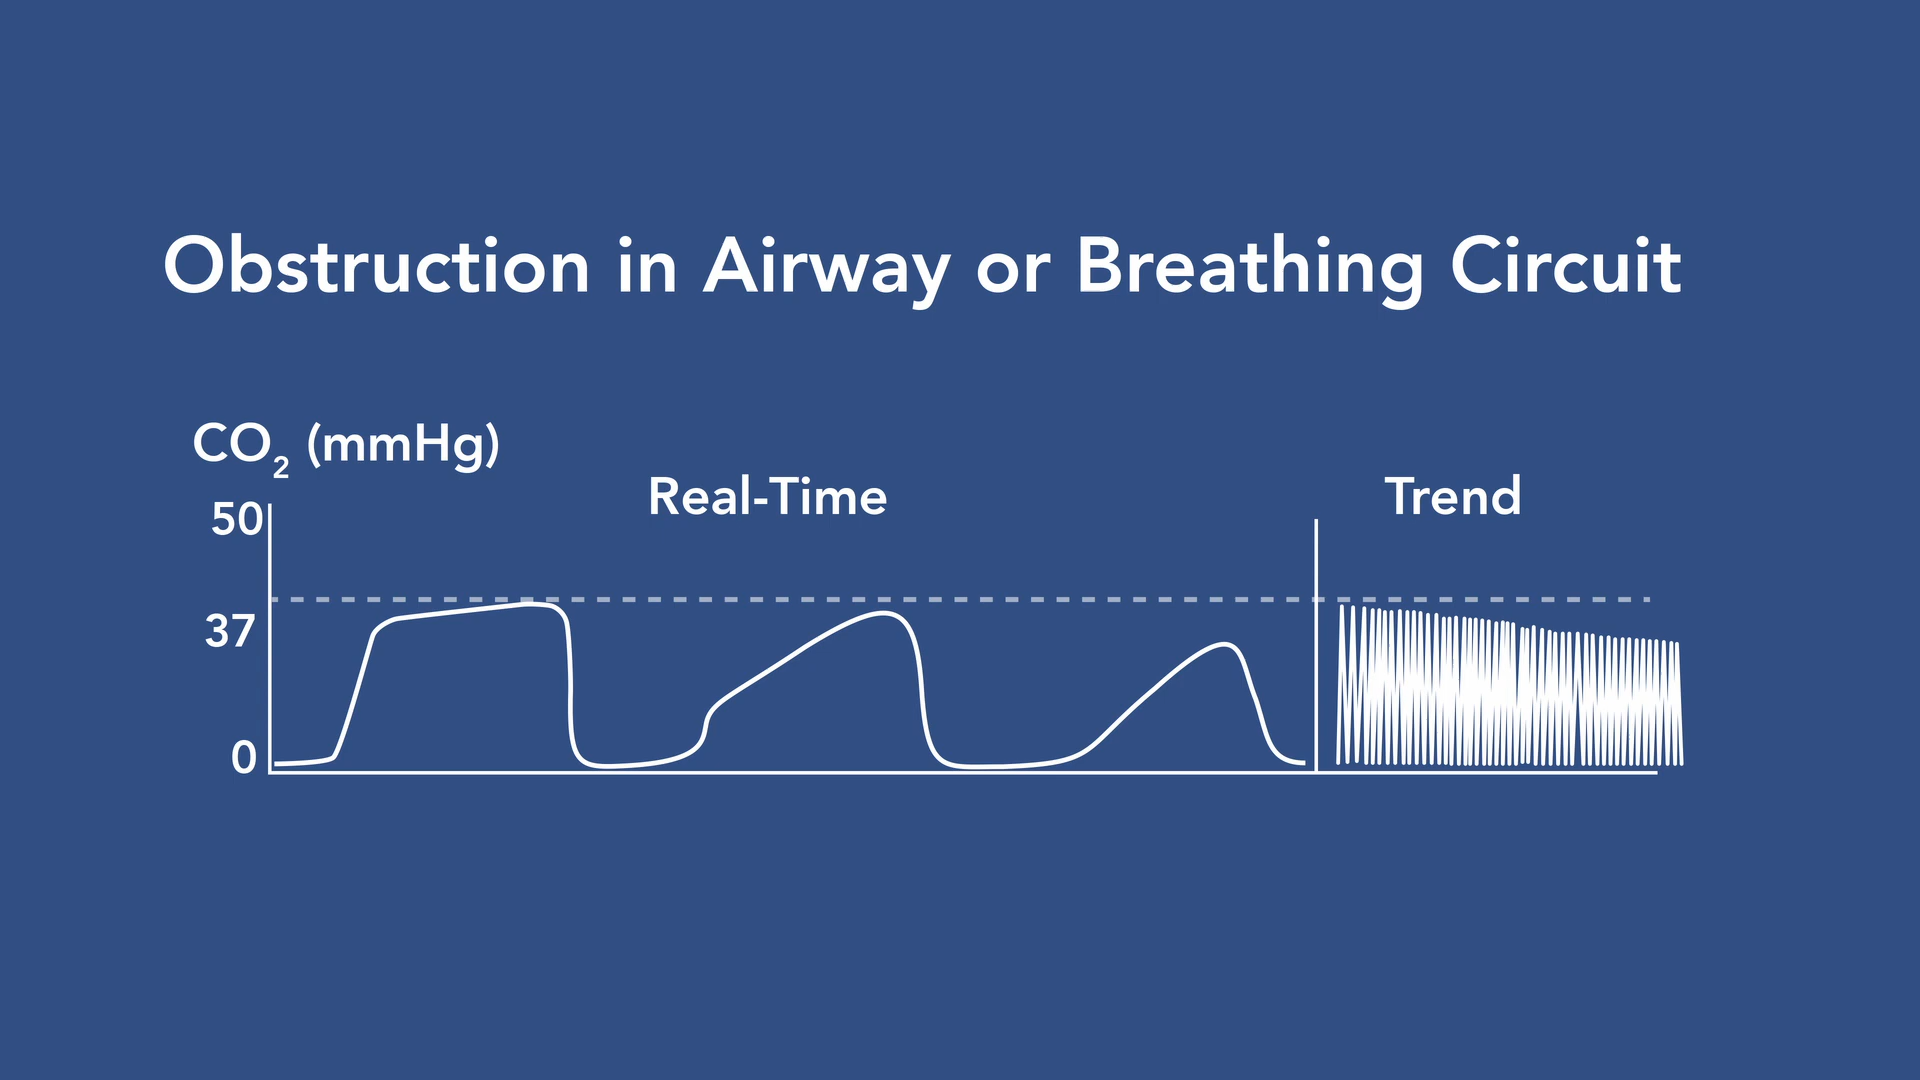 Obstruction in Airway or Breathing Circuit
CO₂ (mmHg)
Real-Time
Trend
50
37
0